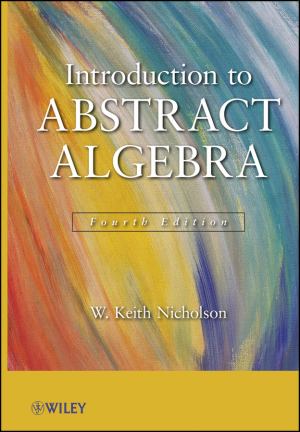 Introduction to
ABSTRACT
ALGEBRA
Fourth Edition
W. Keith Nicholson
WILEY